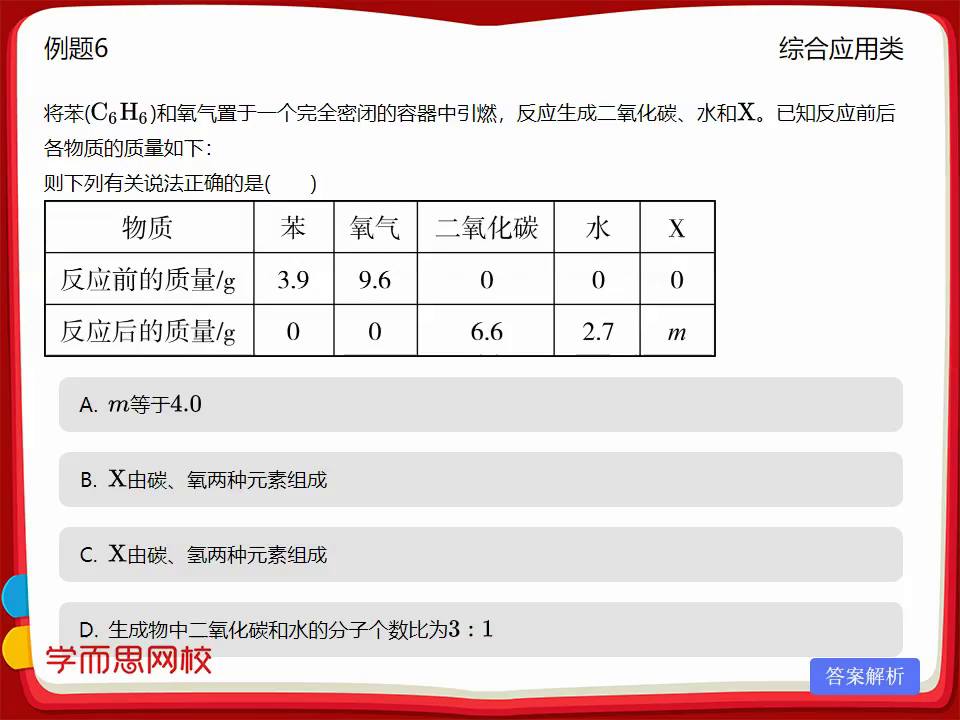 例题6
综合应用类
将苯(C₆H₆)和氧气置于一个完全密闭的容器中引燃，反应生成二氧化碳、水和X。已知反应前后
各物质的质量如下：
则下列有关说法正确的是(　　)
物质 苯 氧气 二氧化碳 水 X
反应前的质量/g 3.9 9.6 0 0 0
反应后的质量/g 0 0 6.6 2.7 m
A. m等于4.0
B. X由碳、氧两种元素组成
C. X由碳、氢两种元素组成
D. 生成物中二氧化碳和水的分子个数比为3:1
学而思网校
答案解析